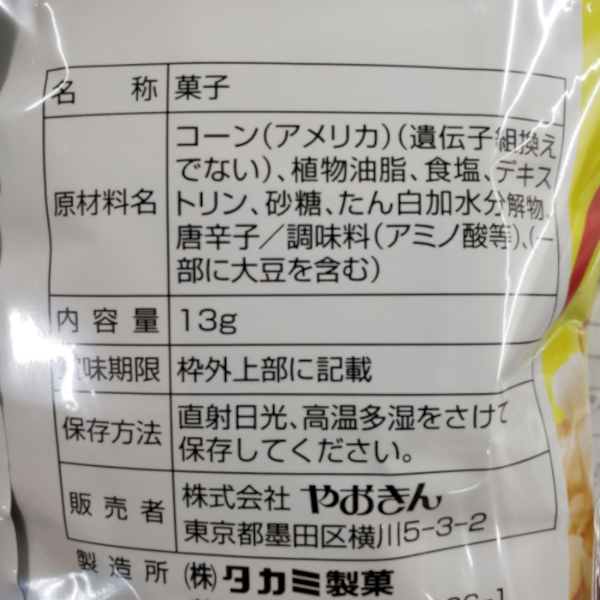 名称 菓子
原材料名 コーン(アメリカ)(遺伝子組換え
でない)、植物油脂、食塩、デキス
トリン、砂糖、たん白加水分解物、
唐辛子/調味料(アミノ酸等)、(一
部に大豆を含む)
内容量 13g
味期限 枠外上部に記載
保存方法 直射日光、高温多湿をさけて
保存してください。
販売者 株式会社 やおきん
東京都墨田区横川5-3-2
製造所 (株)タカミ製菓